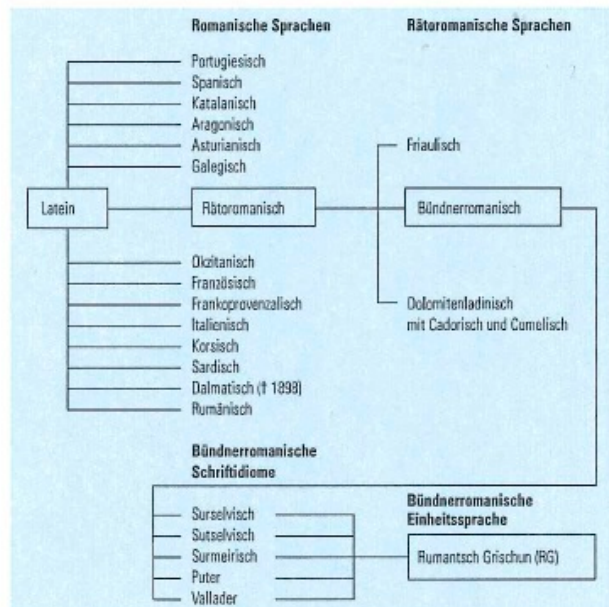 Romanische Sprachen
Rätoromanische Sprachen
Portugiesisch
Spanisch
Katalanisch
Aragonisch
Asturianisch
Galegisch
Friaulisch
Latein
Rätoromanisch
Bündnerromanisch
Okzitanisch
Französisch
Frankoprovenzalisch
Italienisch
Korsisch
Sardisch
Dalmatisch († 1898)
Rumänisch
Dolomitenladinisch
mit Cadorisch und Comelisch
Bündnerromanische
Schriftidiome
Bündnerromanische
Einheitssprache
Surselvisch
Sutselvisch
Surmeirisch
Puter
Vallader
Rumantsch Grischun (RG)